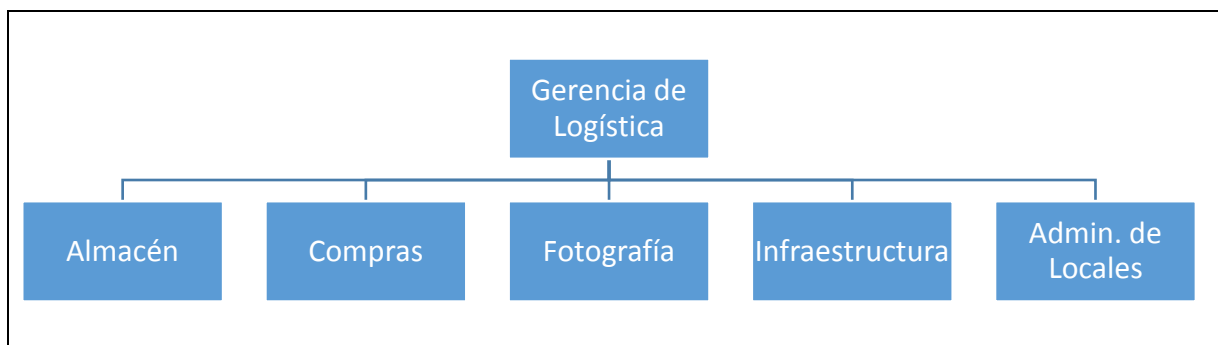 Gerencia de
Logística
Almacén
Compras
Fotografía
Infraestructura
Admin. de
Locales